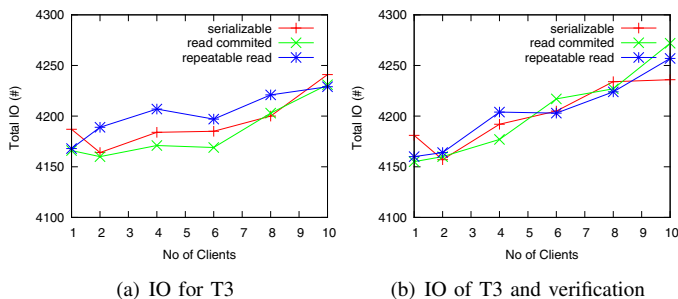 serializable
read commited
repeatable read
4300
4250
4200
4150
4100
Total IO (#)
1 2 3 4 5 6 7 8 9 10
No of Clients
(a) IO for T3
serializable
read commited
repeatable read
4300
4250
4200
4150
4100
Total IO (#)
1 2 3 4 5 6 7 8 9 10
No of Clients
(b) IO of T3 and verification